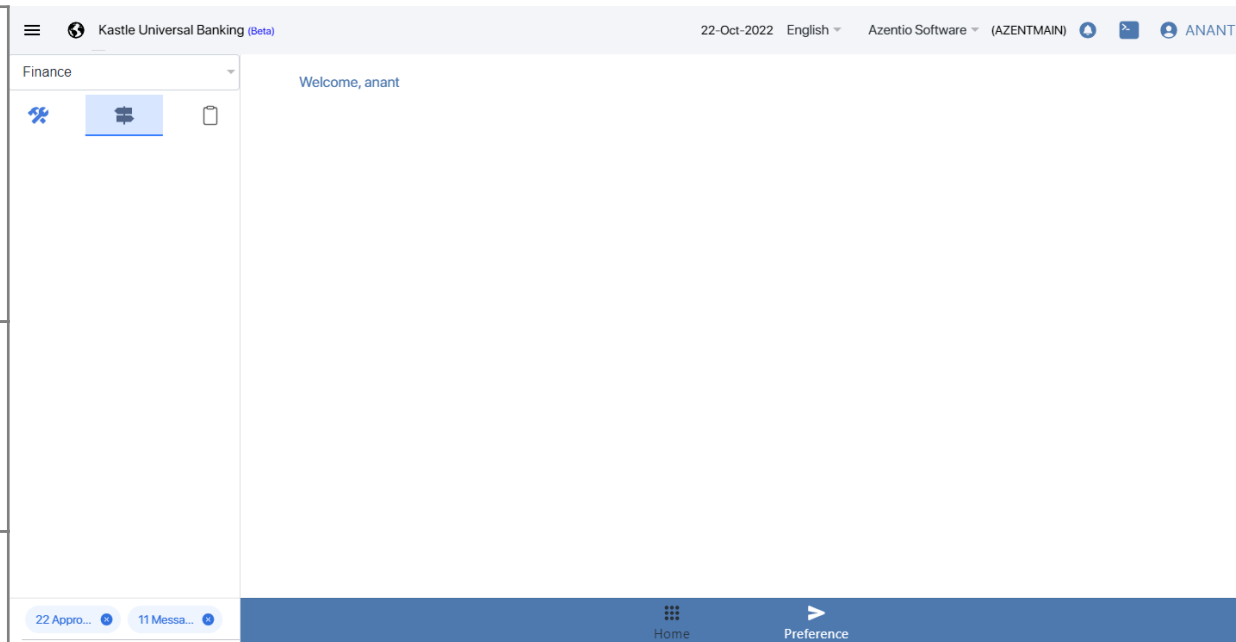 Kastle Universal Banking (Beta) 22-Oct-2022 English Azentio Software (AZENTMAIN) ANANT
Finance
Welcome, anant
22 Appro... 11 Messa...
Home Preference